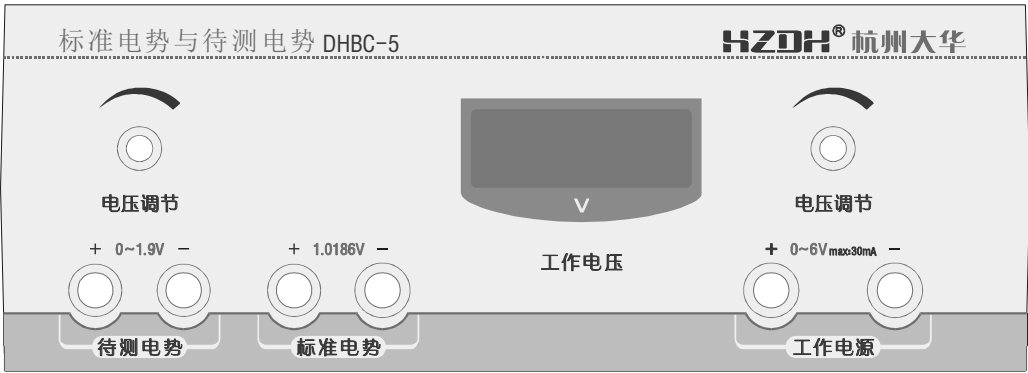 标准电势与待测电势 DHBC-5 HZDH® 杭州大华
电压调节
V
电压调节
+ 0~1.9V −
+ 1.0186V −
工作电压
+ 0~6V max:30mA −
待测电势
标准电势
工作电源